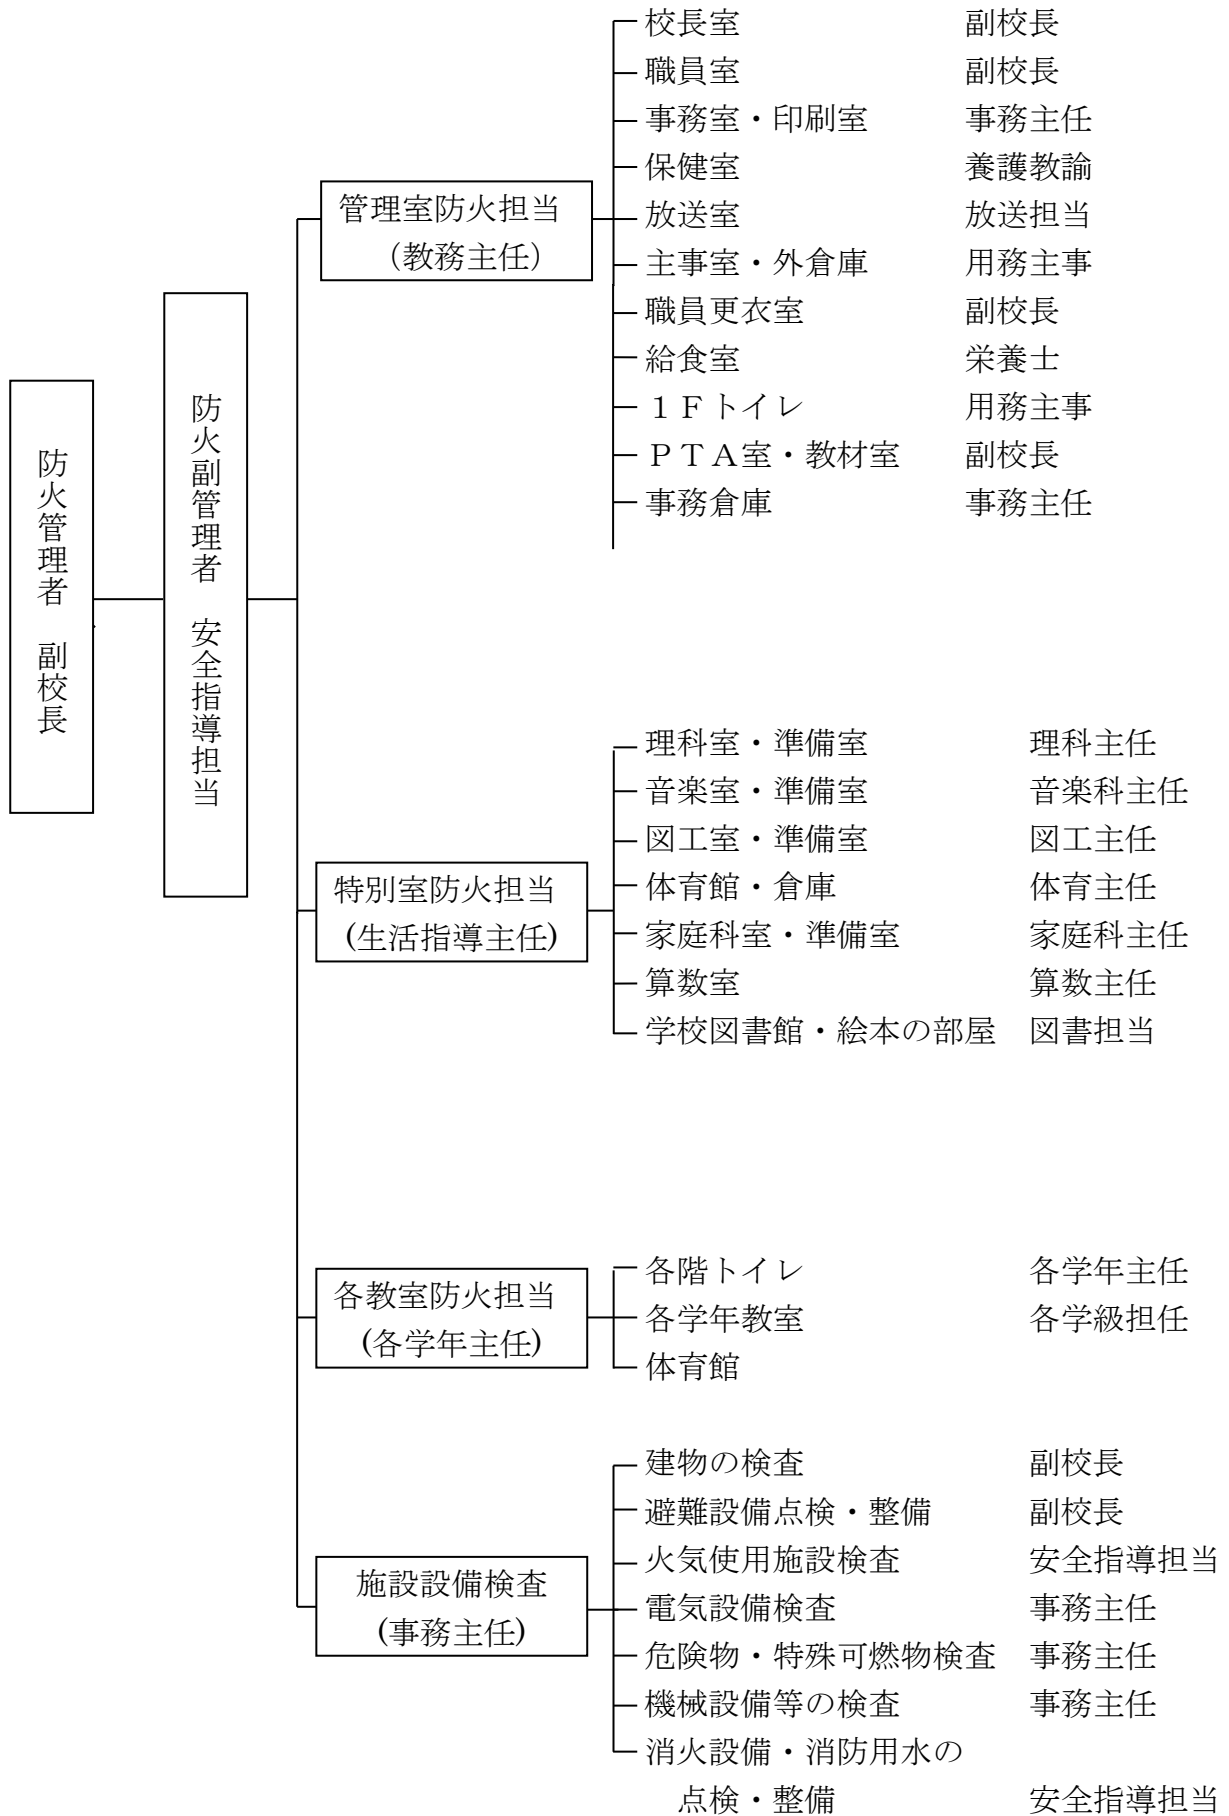 防火管理者　副校長
防火副管理者　安全指導担当
管理室防火担当
（教務主任）
校長室　副校長
職員室　副校長
事務室・印刷室　事務主任
保健室　養護教諭
放送室　放送担当
主事室・外倉庫　用務主事
職員更衣室　副校長
給食室　栄養士
１Ｆトイレ　用務主事
ＰＴＡ室・教材室　副校長
事務倉庫　事務主任
特別室防火担当
(生活指導主任)
理科室・準備室　理科主任
音楽室・準備室　音楽科主任
図工室・準備室　図工主任
体育館・倉庫　体育主任
家庭科室・準備室　家庭科主任
算数室　算数主任
学校図書館・絵本の部屋　図書担当
各教室防火担当
(各学年主任)
各階トイレ　各学年主任
各学年教室　各学級担任
体育館
施設設備検査
(事務主任)
建物の検査　副校長
避難設備点検・整備　副校長
火気使用施設検査　安全指導担当
電気設備検査　事務主任
危険物・特殊可燃物検査　事務主任
機械設備等の検査　事務主任
消火設備・消防用水の
点検・整備　安全指導担当